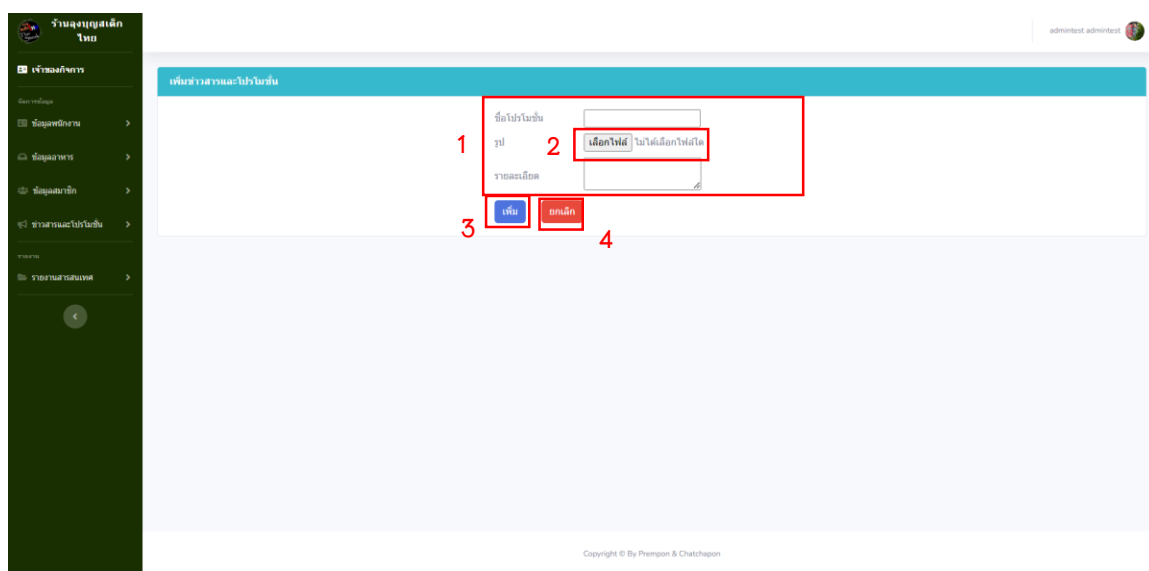 ร้านลุงบุญสเต็ก
ไทย
admintest admintest
เจ้าของกิจการ
เพิ่มข่าวสารและโปรโมชั่น
จัดการข้อมูล
ข้อมูลพนักงาน
ข้อมูลอาหาร
ข้อมูลสมาชิก
ข่าวสารและโปรโมชั่น
รายงาน
รายงานสารสนเทศ
ชื่อโปรโมชั่น
1
รูป
2
เลือกไฟล์ ไม่ได้เลือกไฟล์ใด
รายละเอียด
3
เพิ่ม
ยกเลิก
4
Copyright © By Prempon & Chatchapon